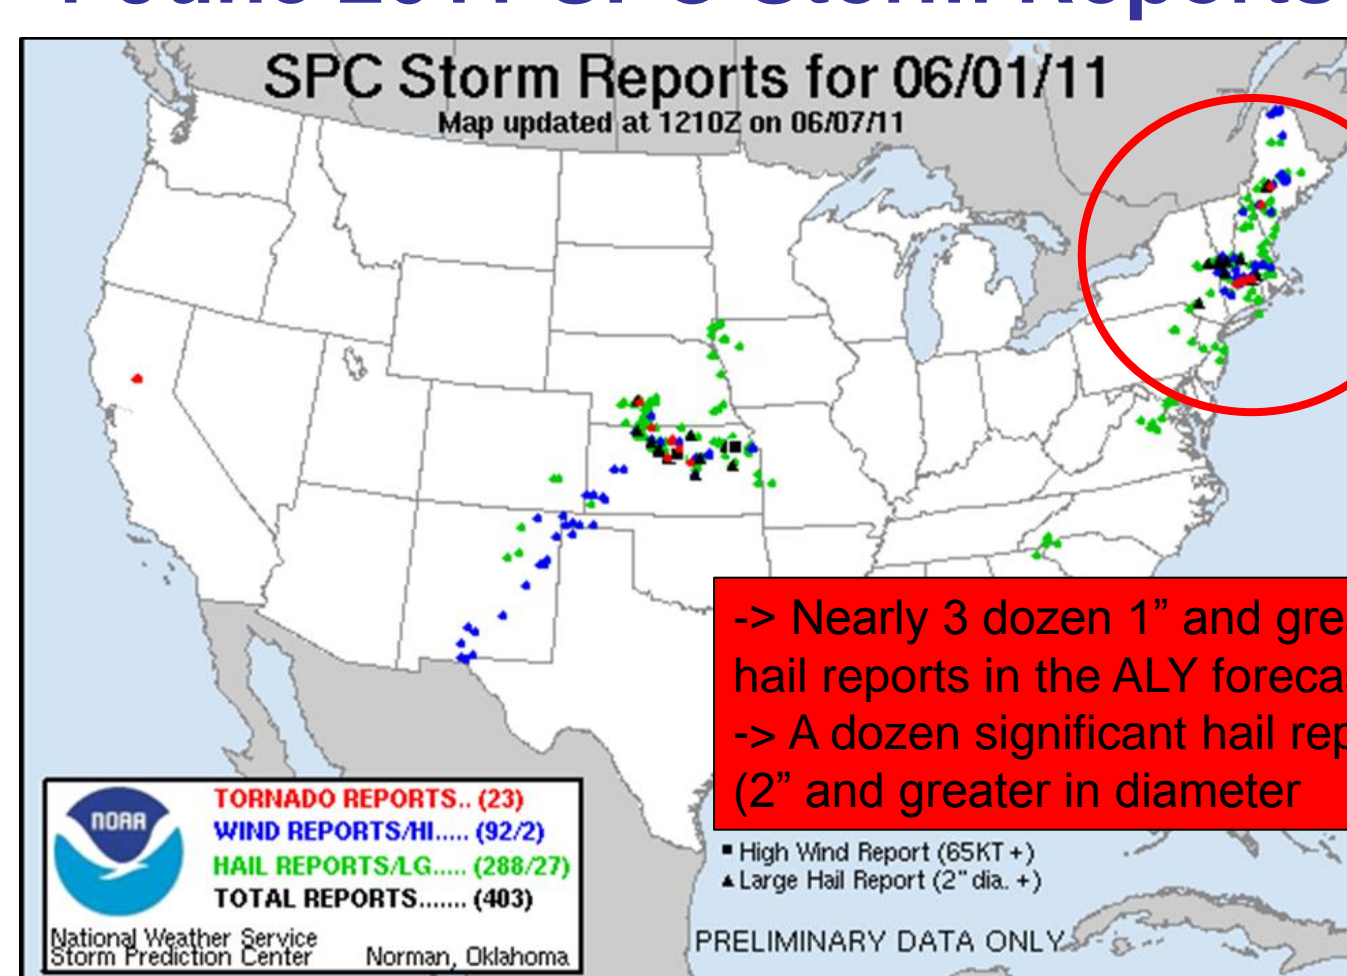 SPC Storm Reports
SPC Storm Reports for 06/01/11
Map updated at 1210Z on 06/07/11
-> Nearly 3 dozen 1” and gre
hail reports in the ALY foreca
-> A dozen significant hail rep
(2” and greater in diameter
NOAA
TORNADO REPORTS.. (23)
WIND REPORTS/HI..... (92/2)
HAIL REPORTS/LG..... (288/27)
TOTAL REPORTS....... (403)
National Weather Service
Storm Prediction Center Norman, Oklahoma
■ High Wind Report (65KT +)
▲ Large Hail Report (2" dia. +)
PRELIMINARY DATA ONLY